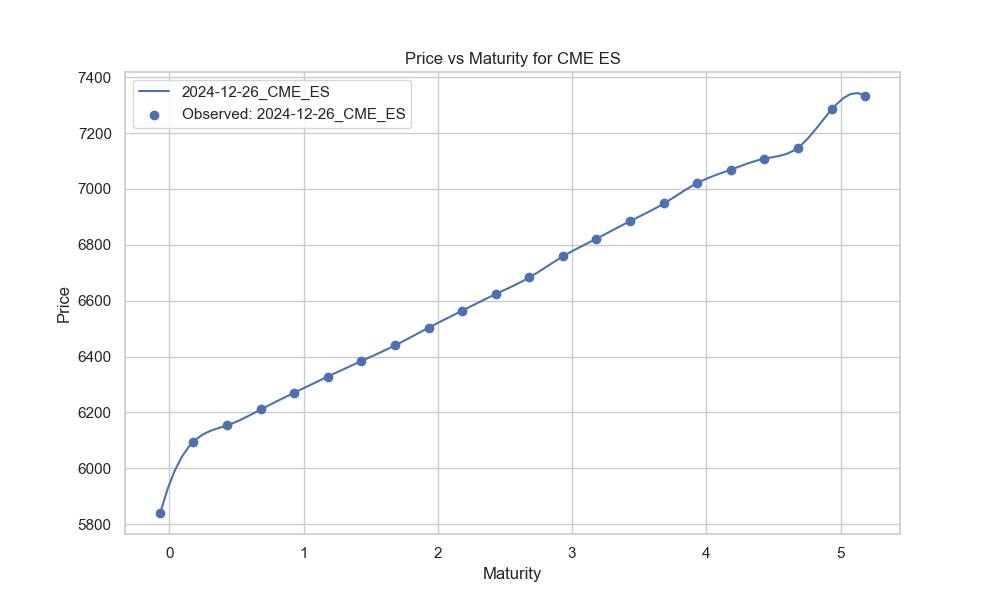 Price vs Maturity for CME ES
7400
7200
7000
6800
6600
6400
6200
6000
5800
Price
2024-12-26_CME_ES
Observed: 2024-12-26_CME_ES
0 1 2 3 4 5
Maturity